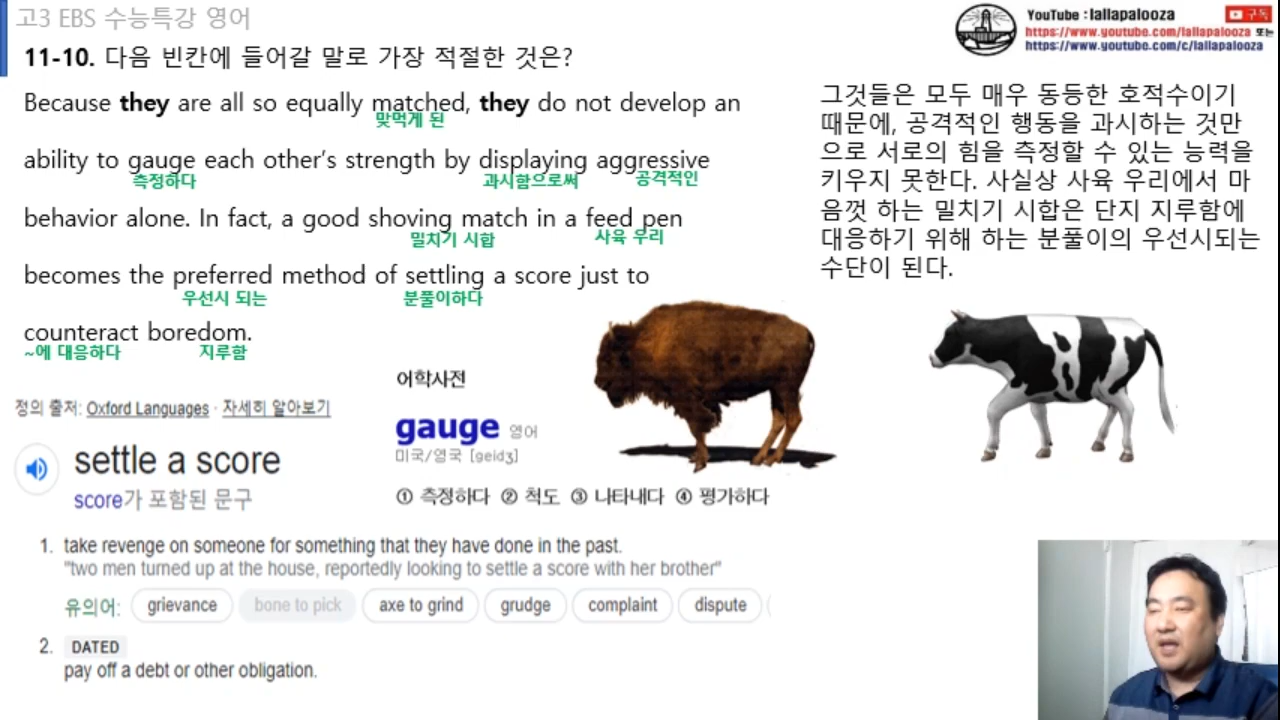 고3 EBS 수능특강 영어
YouTube : lallapalooza
구독
https://www.youtube.com/lallapalooza 또는
https://www.youtube.com/c/lallapalooza
11-10. 다음 빈칸에 들어갈 말로 가장 적절한 것은?
Because they are all so equally matched, they do not develop an
맞먹게 된
ability to gauge each other's strength by displaying aggressive
측정하다 과시함으로써 공격적인
behavior alone. In fact, a good shoving match in a feed pen
밀치기 시합 사육 우리
becomes the preferred method of settling a score just to
우선시 되는 분풀이하다
counteract boredom.
~에 대응하다 지루함
그것들은 모두 매우 동등한 호적수이기
때문에, 공격적인 행동을 과시하는 것만
으로 서로의 힘을 측정할 수 있는 능력을
키우지 못한다. 사실상 사육 우리에서 마
음껏 하는 밀치기 시합은 단지 지루함에
대응하기 위해 하는 분풀이의 우선시되는
수단이 된다.
정의 출처: Oxford Languages · 자세히 알아보기
settle a score
score가 포함된 문구
어학사전
gauge 영어
미국/영국 [geidʒ]
① 측정하다 ② 척도 ③ 나타내다 ④ 평가하다
1. take revenge on someone for something that they have done in the past.
"two men turned up at the house, reportedly looking to settle a score with her brother"
유의어: grievance bone to pick axe to grind grudge complaint dispute
2. DATED
pay off a debt or other obligation.